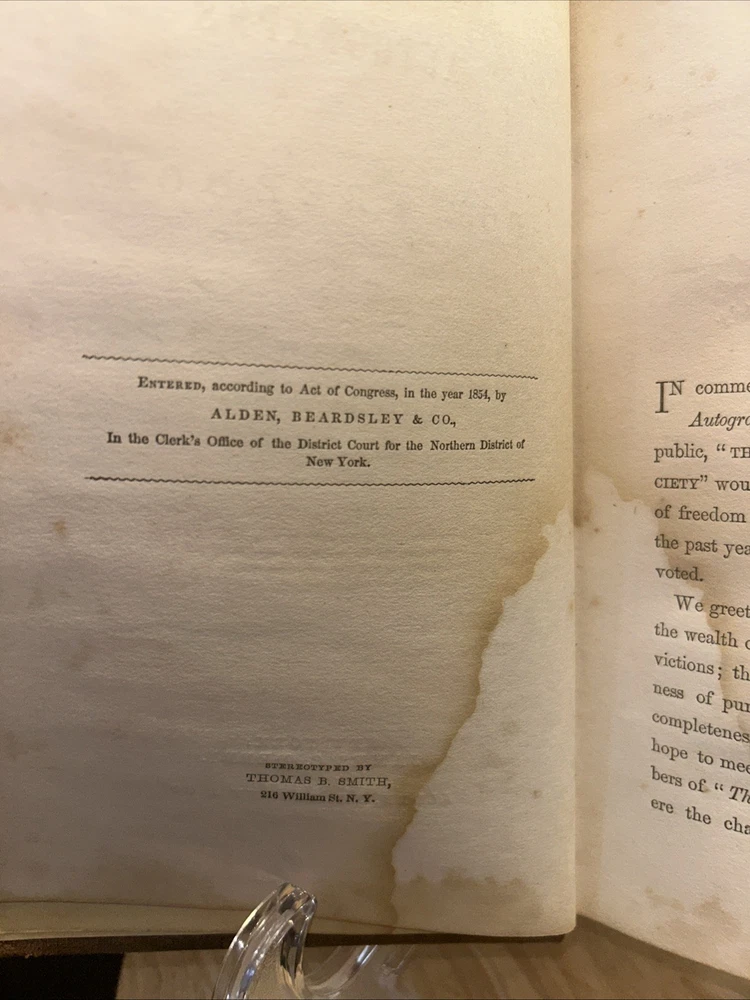 ENTERED, according to Act of Congress, in the year 1854, by
ALDEN, BEARDSLEY & CO.,
In the Clerk's Office of the District Court for the Northern District of
New York.
STEREOTYPED BY
THOMAS B. SMITH,
216 William St. N. Y.
IN comme
Autogra
public, “TH
CIETY” wou
of freedom
the past yea
voted.
We greet
the wealth c
victions; th
ness of pur
completenes
hope to mee
bers of “Th
ere the cha